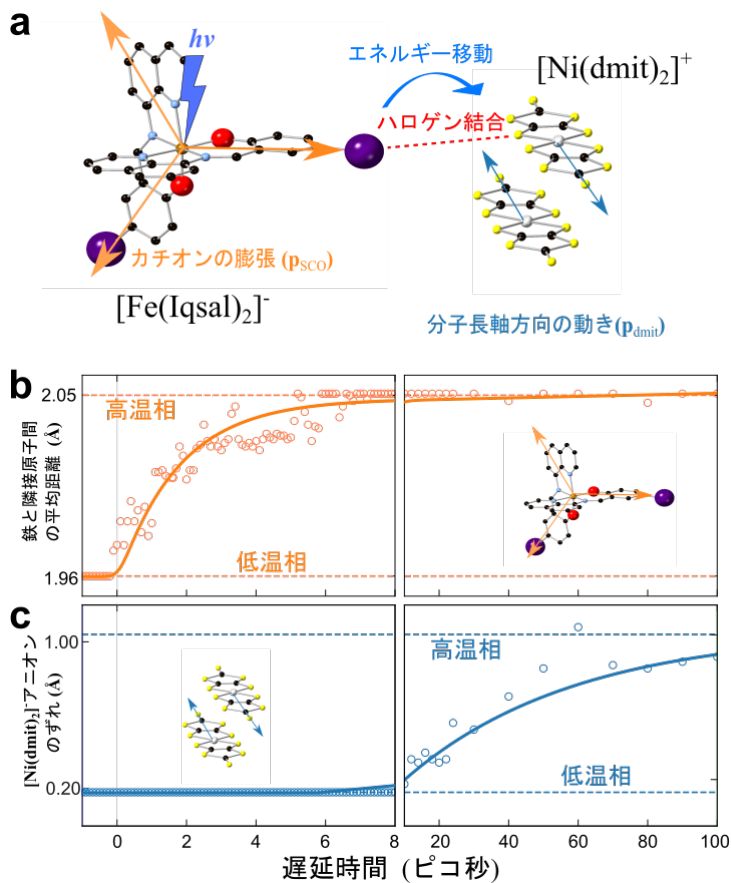 a
hν
エネルギー移動
[Ni(dmit)₂]⁺
ハロゲン結合
カチオンの膨張 (p_SCO)
[Fe(Iqsal)₂]⁻
分子長軸方向の動き(p_dmit)
b
2.05
高温相
鉄と隣接原子間
の平均距離 (Å)
低温相
1.96
c
1.00
高温相
[Ni(dmit)₂]⁻アニオン
のずれ (Å)
低温相
0.20
0 2 4 6 8 20 40 60 80 100
遅延時間 (ピコ秒)